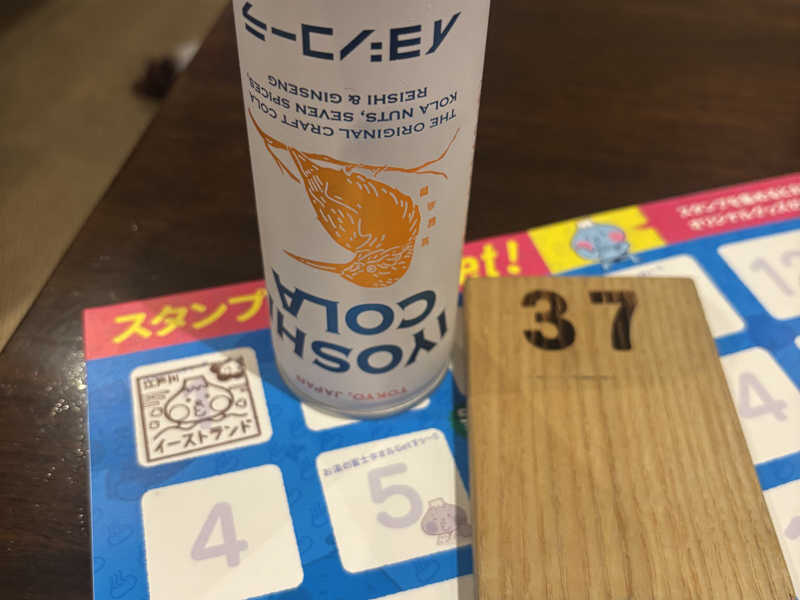 イヨシコーラ
THE ORIGINAL CRAFT COLA
KOLA NUTS, SEVEN SPICES,
REISHI & GINSENG
IYOSHI
COLA
TOKYO, JAPAN
スタンプ
et!
江戸川
イーストランド
4
5
37
12
4